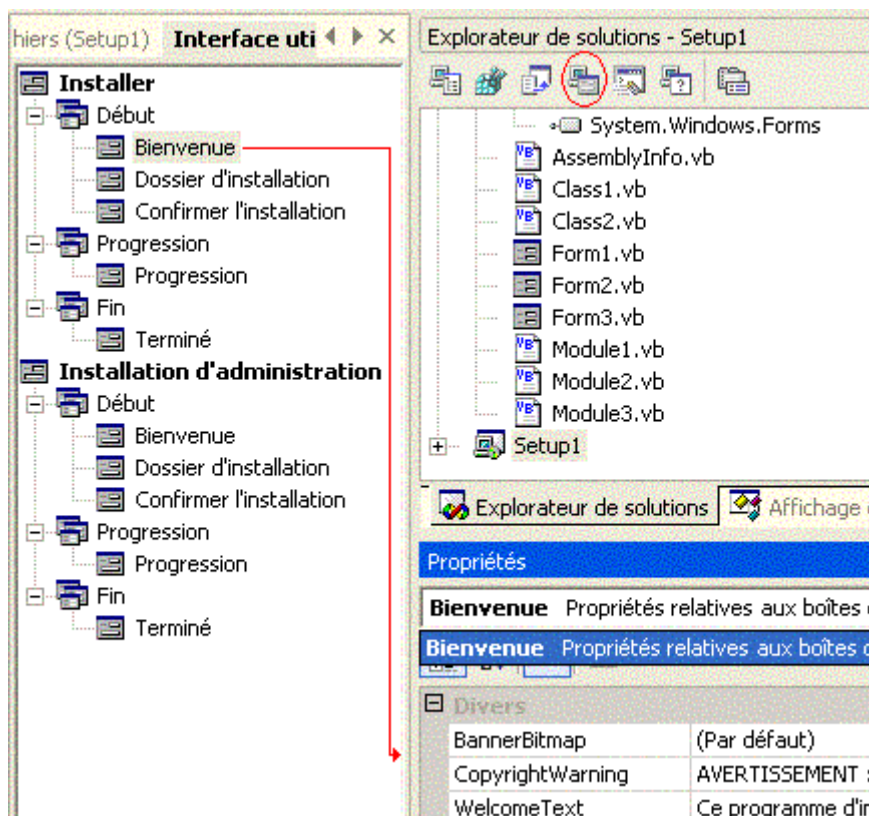 hiers (Setup1) Interface uti
Installer
Début
Bienvenue
Dossier d'installation
Confirmer l'installation
Progression
Progression
Fin
Terminé
Installation d'administration
Début
Bienvenue
Dossier d'installation
Confirmer l'installation
Progression
Progression
Fin
Terminé
Explorateur de solutions - Setup1
System.Windows.Forms
AssemblyInfo.vb
Class1.vb
Class2.vb
Form1.vb
Form2.vb
Form3.vb
Module1.vb
Module2.vb
Module3.vb
Setup1
Explorateur de solutions Affichage
Propriétés
Bienvenue Propriétés relatives aux boîtes
Bienvenue Propriétés relatives aux boîtes
Divers
BannerBitmap (Par défaut)
CopyrightWarning AVERTISSEMENT :
WelcomeText Ce programme d'in